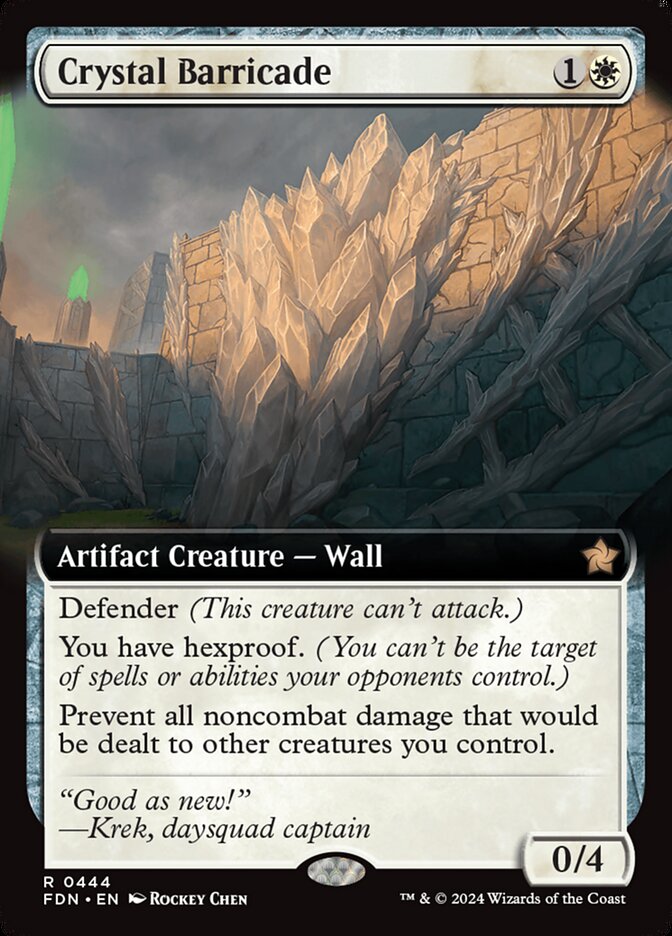 Crystal Barricade 1
Artifact Creature — Wall
Defender (This creature can't attack.)
You have hexproof. (You can't be the target
of spells or abilities your opponents control.)
Prevent all noncombat damage that would
be dealt to other creatures you control.
“Good as new!”
—Krek, daysquad captain
0/4
R 0444
FDN • EN Rockey Chen
™ & © 2024 Wizards of the Coast